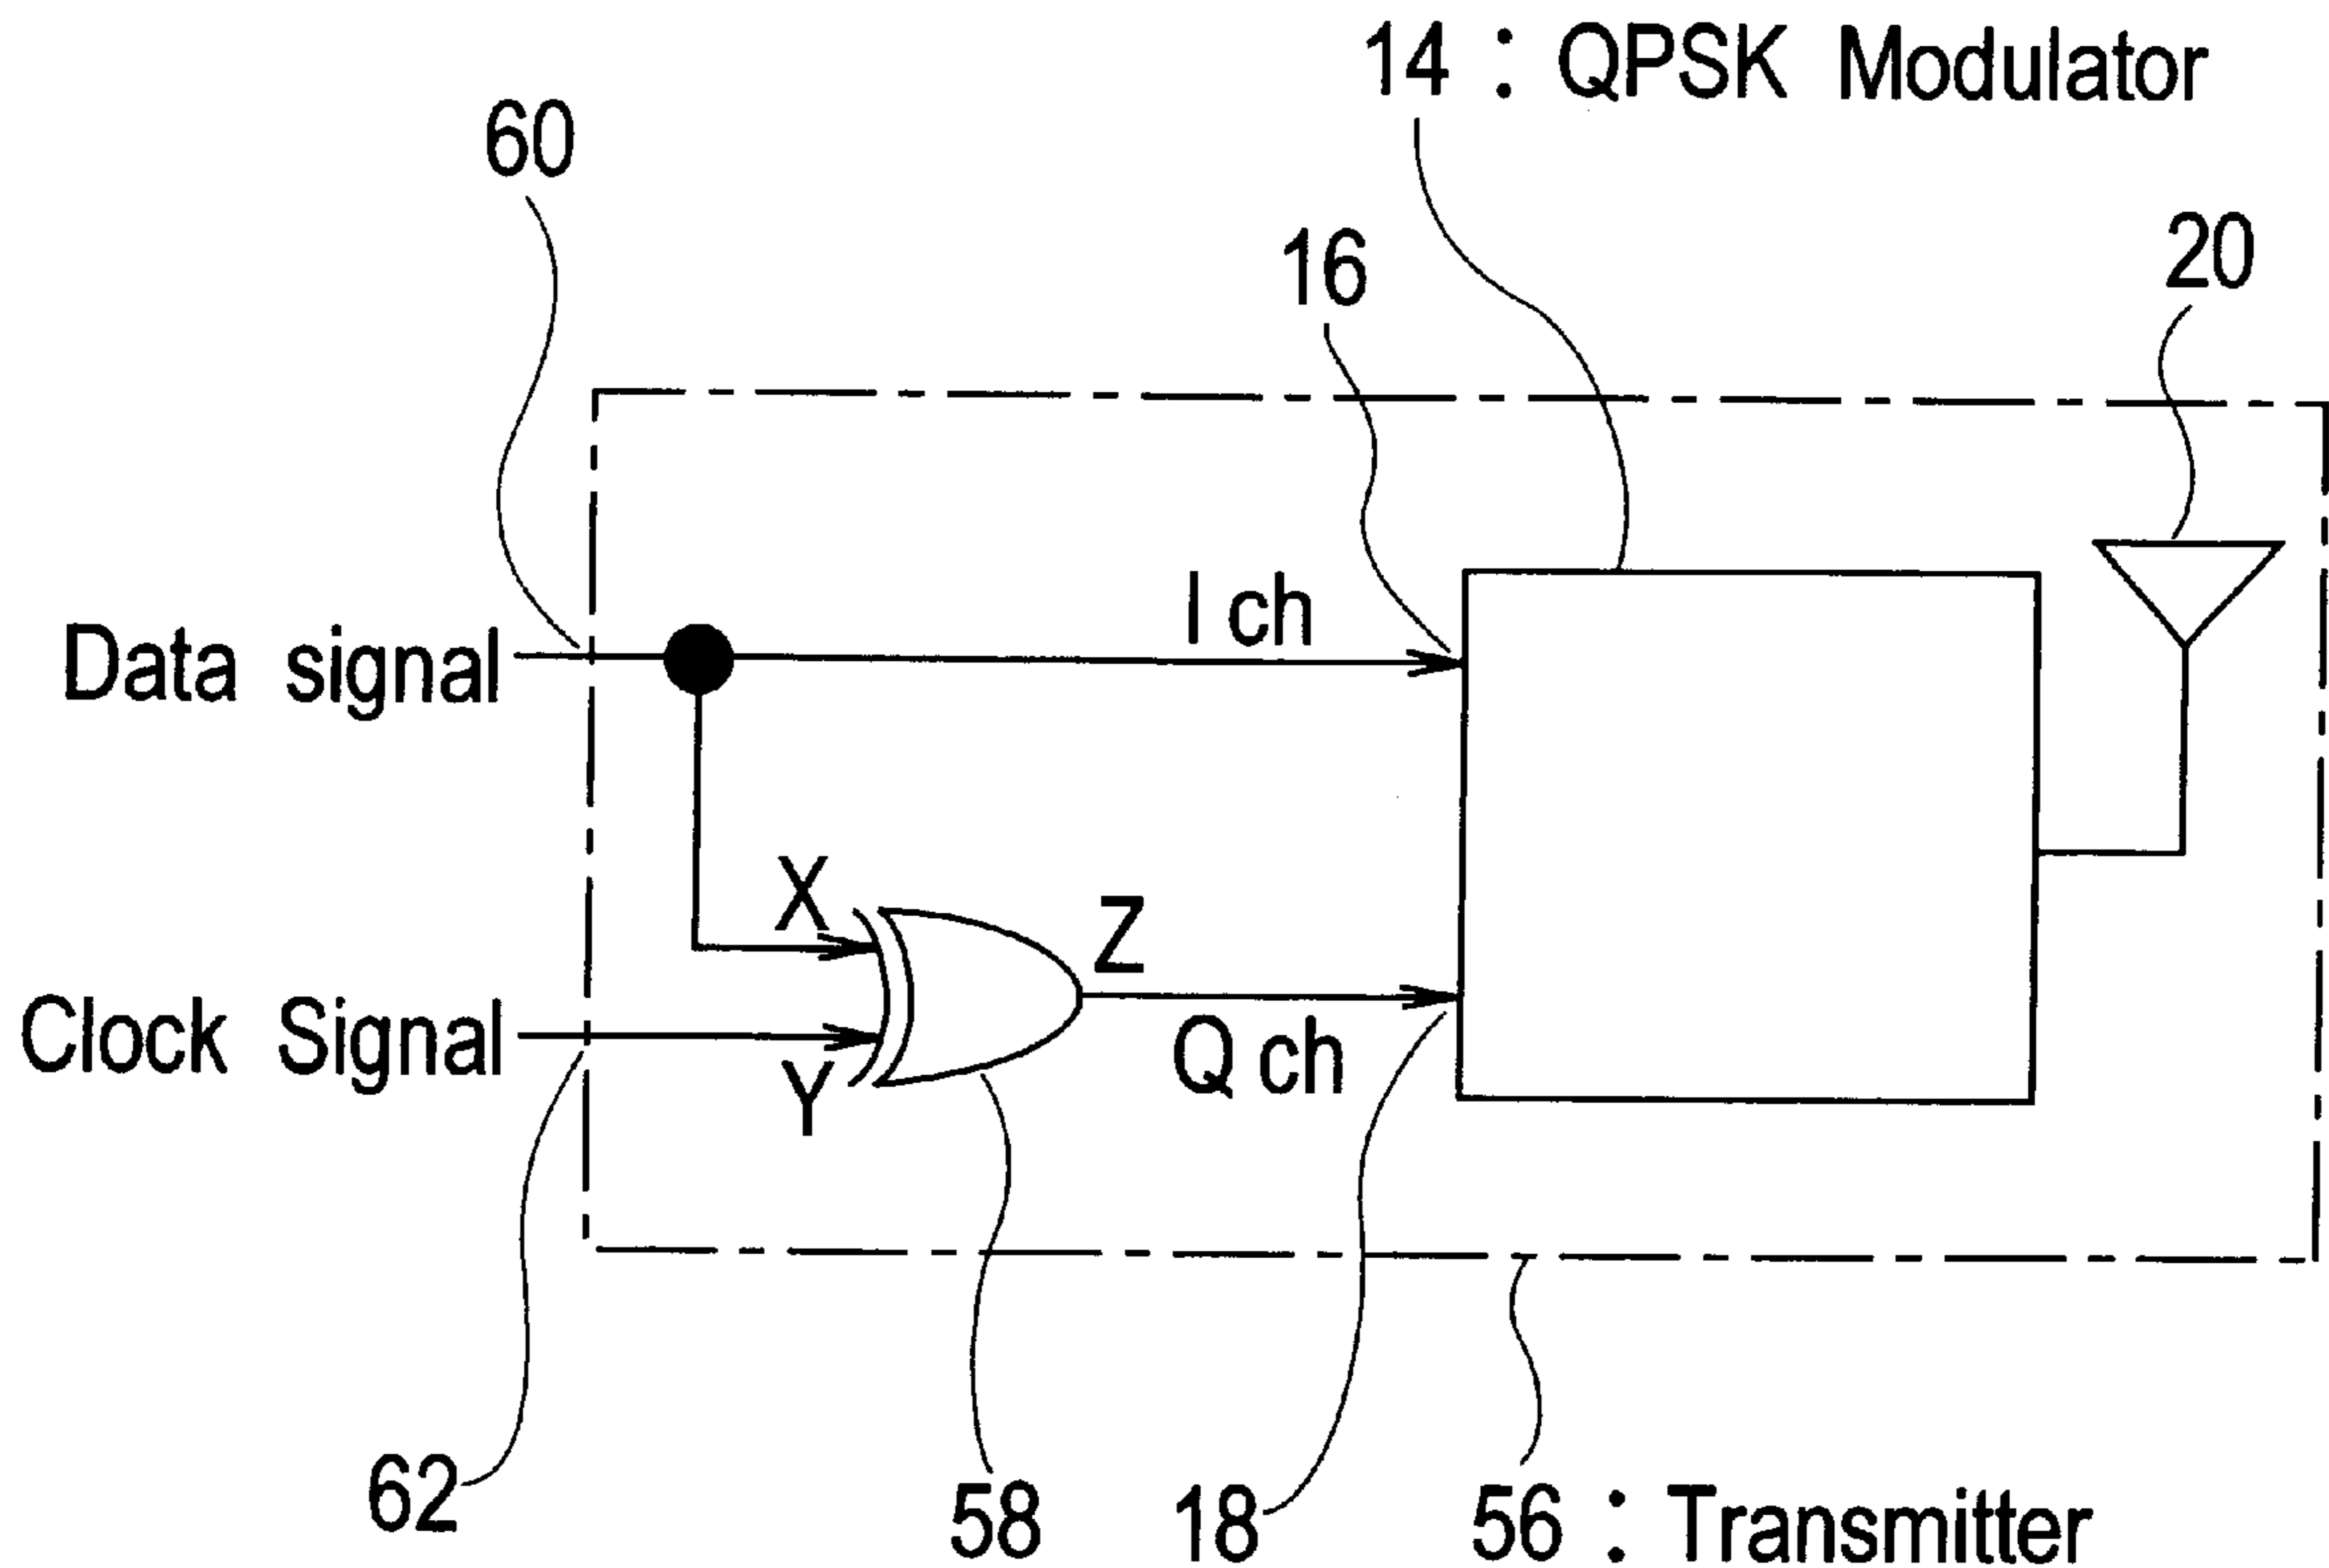 14 : QPSK Modulator
60
16
20
I ch
Data signal
X
Z
Clock Signal
Y
Q ch
62
58
18
56 : Transmitter